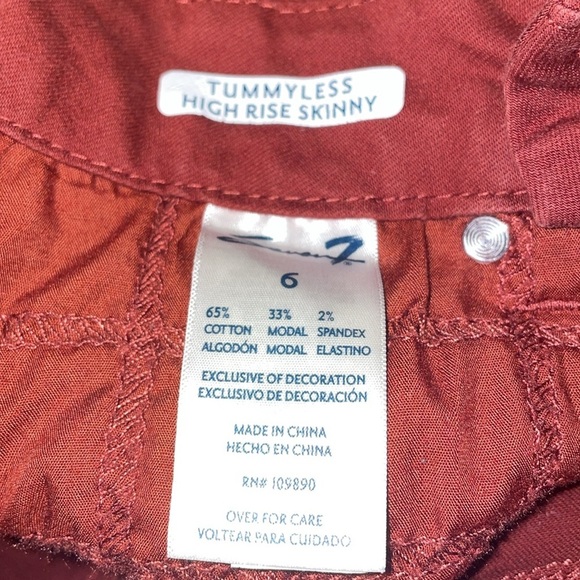 TUMMYLESS
HIGH RISE SKINNY
Seven7
6
65% 33% 2%
COTTON MODAL SPANDEX
ALGODÓN MODAL ELASTINO
EXCLUSIVE OF DECORATION
EXCLUSIVO DE DECORACIÓN
MADE IN CHINA
HECHO EN CHINA
RN# 109890
OVER FOR CARE
VOLTEAR PARA CUIDADO